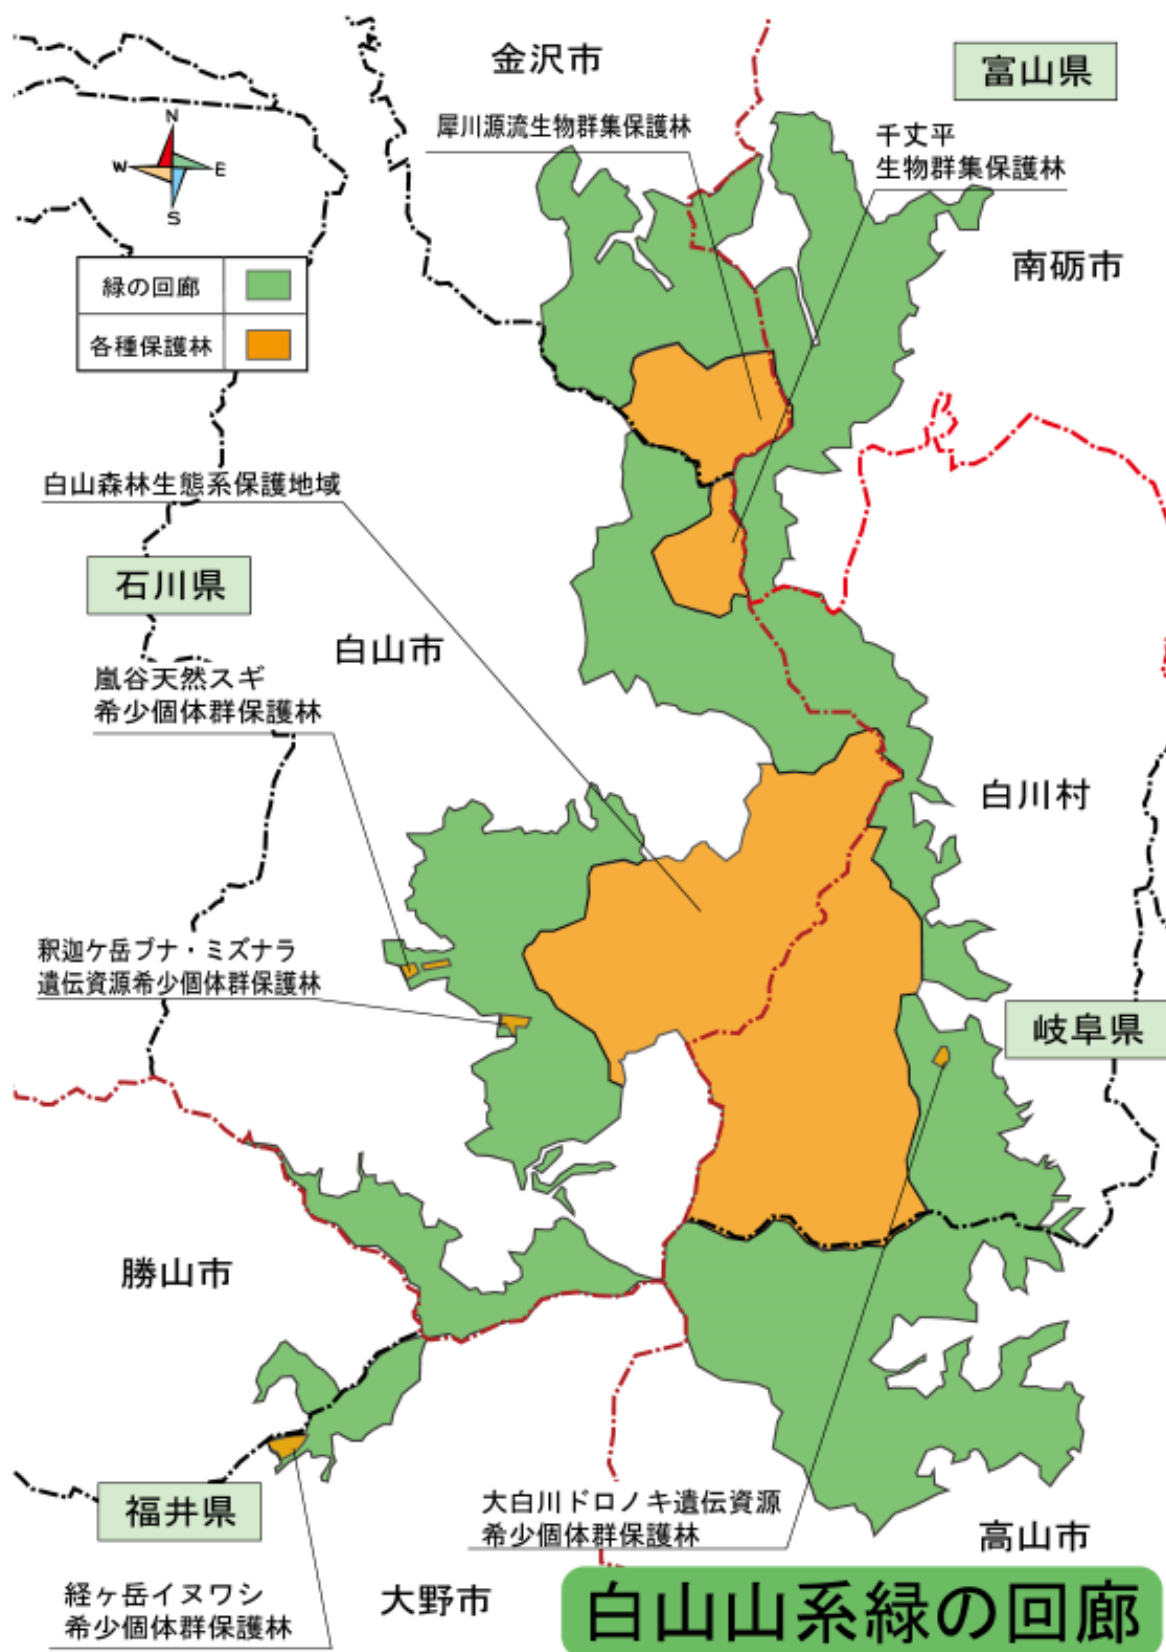 金沢市
富山県
犀川源流生物群集保護林
千丈平
生物群集保護林
N
W
E
S
南砺市
緑の回廊
各種保護林
白山森林生態系保護地域
石川県
白山市
嵐谷天然スギ
希少個体群保護林
白川村
釈迦ケ岳ブナ・ミズナラ
遺伝資源希少個体群保護林
岐阜県
勝山市
福井県
大白川ドロノキ遺伝資源
希少個体群保護林
高山市
経ヶ岳イヌワシ
希少個体群保護林
大野市
白山山系緑の回廊